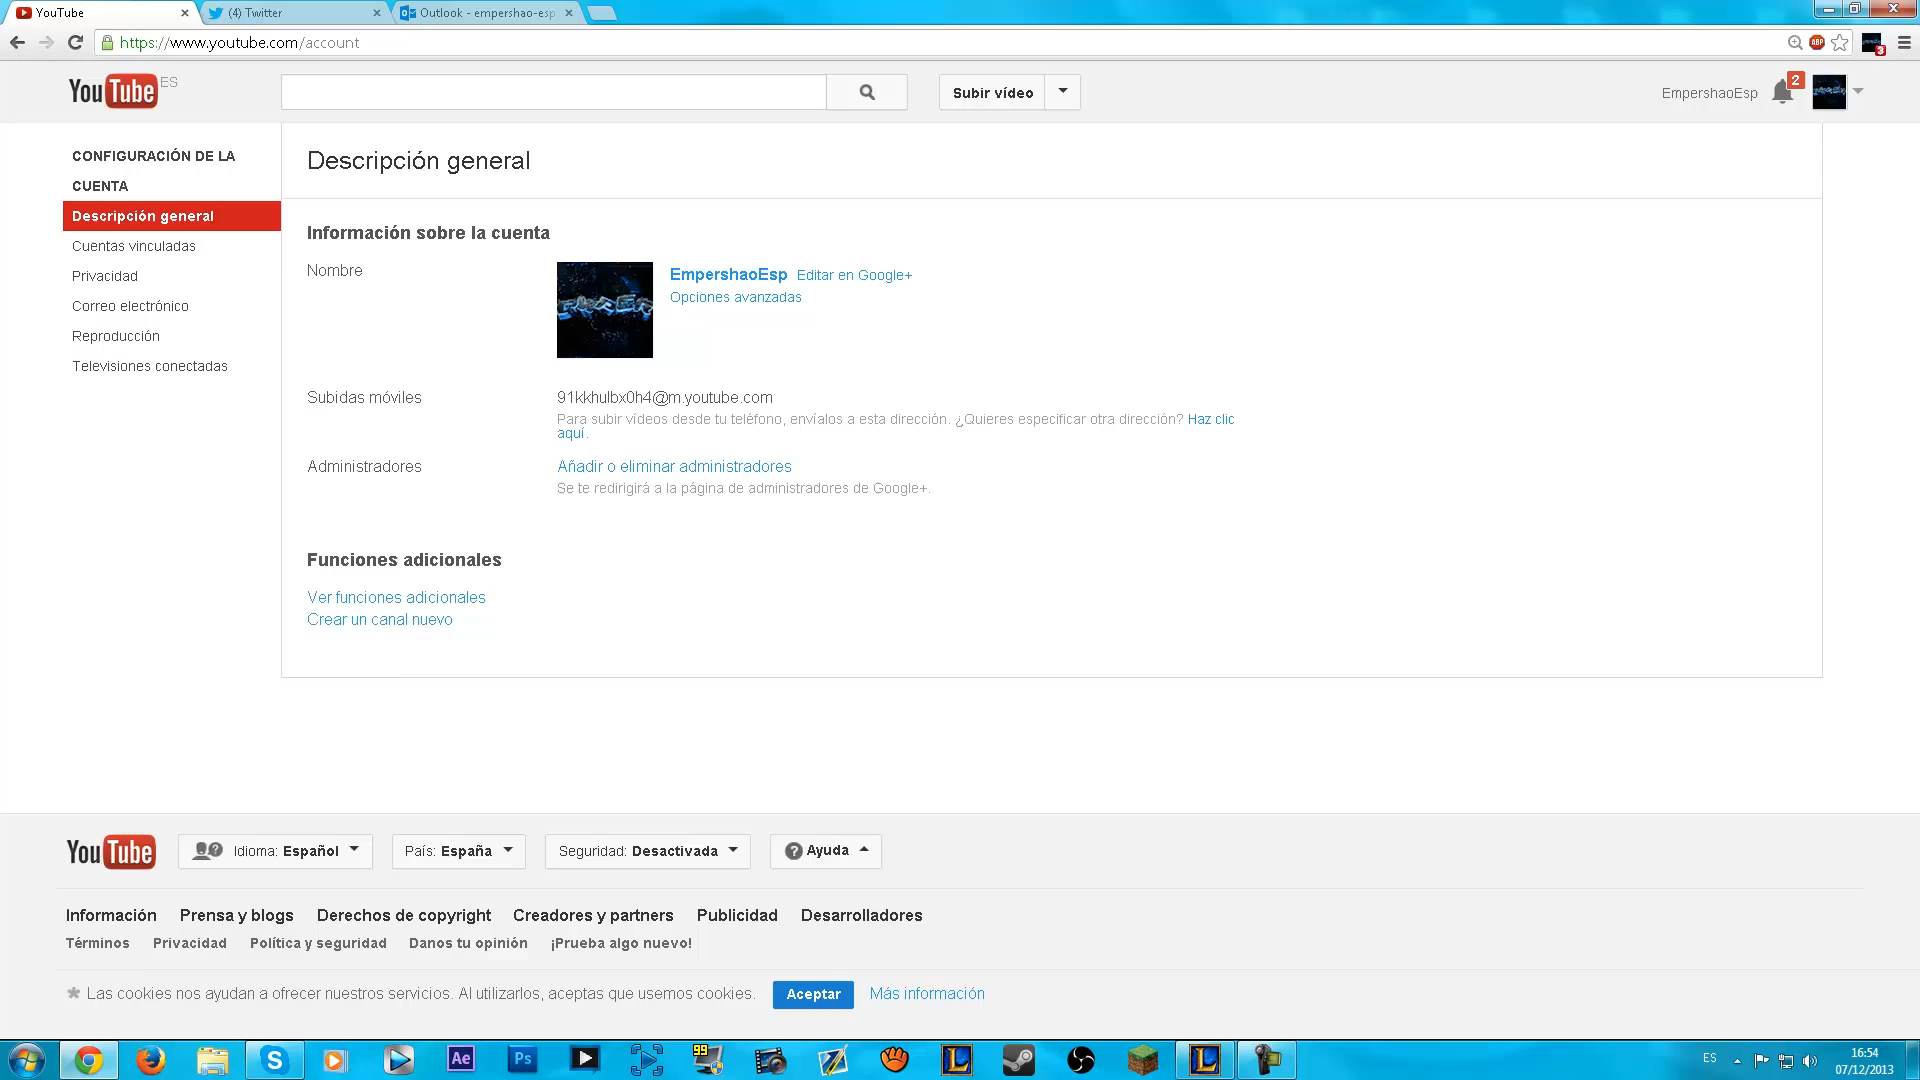 YouTube
(4) Twitter
Outlook - empershao-esp
https://www.youtube.com/account
ABP
3
YouTube ES
Subir vídeo
EmpershaoEsp
2
CONFIGURACIÓN DE LA
CUENTA
Descripción general
Cuentas vinculadas
Privacidad
Correo electrónico
Reproducción
Televisiones conectadas
Descripción general
Información sobre la cuenta
Nombre
EmpershaoEsp Editar en Google+
Opciones avanzadas
Subidas móviles
91kkhulbx0h4@m.youtube.com
Para subir vídeos desde tu teléfono, envíalos a esta dirección. ¿Quieres especificar otra dirección? Haz clic
aquí.
Administradores
Añadir o eliminar administradores
Se te redirigirá a la página de administradores de Google+.
Funciones adicionales
Ver funciones adicionales
Crear un canal nuevo
YouTube
Idioma: Español
País: España
Seguridad: Desactivada
Ayuda
Información Prensa y blogs Derechos de copyright Creadores y partners Publicidad Desarrolladores
Términos Privacidad Política y seguridad Danos tu opinión ¡Prueba algo nuevo!
Las cookies nos ayudan a ofrecer nuestros servicios. Al utilizarlos, aceptas que usemos cookies. Aceptar Más información
S
Ae
Ps
99
L
L
ES
16:54
07/12/2013